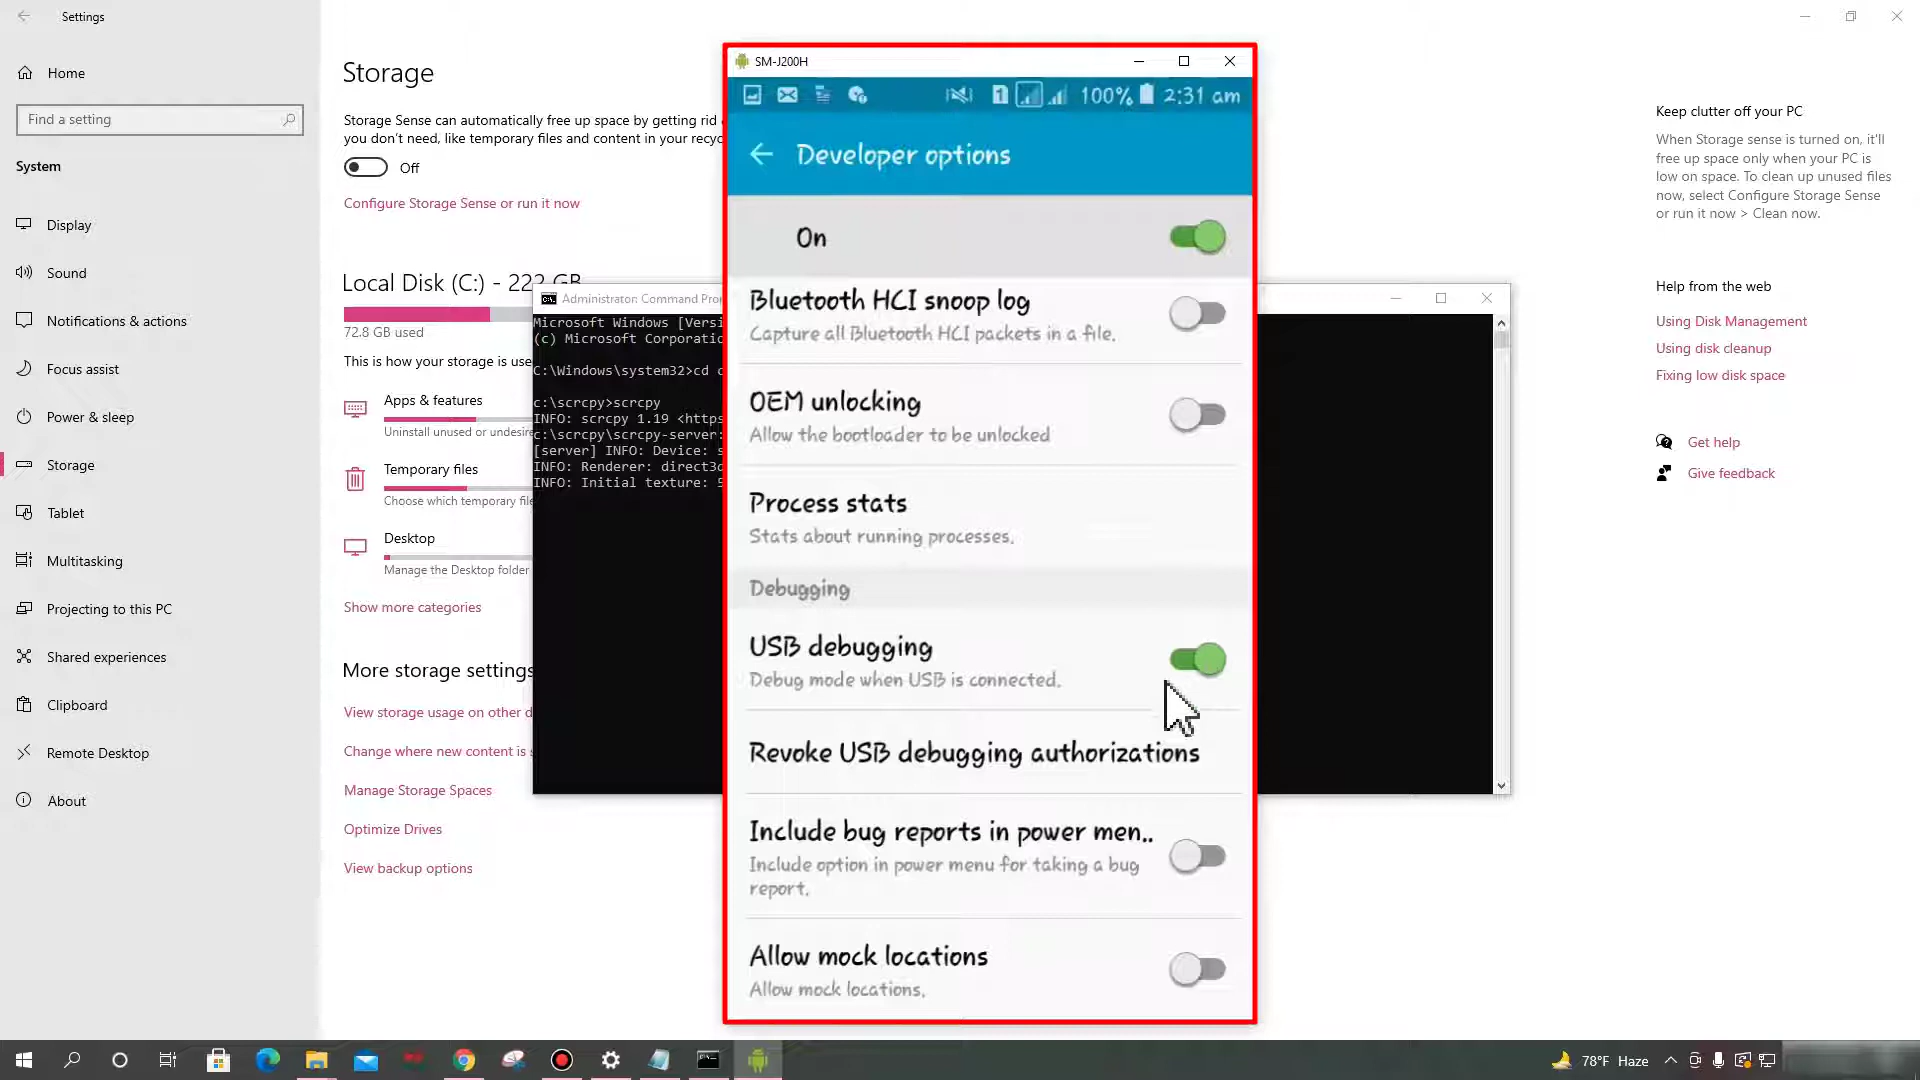 Settings
Home
Find a setting
System
Display
Sound
Notifications & actions
Focus assist
Power & sleep
Storage
Tablet
Multitasking
Projecting to this PC
Shared experiences
Clipboard
Remote Desktop
About
Storage
Storage Sense can automatically free up space by getting rid
you don't need, like temporary files and content in your recyc
Off
Configure Storage Sense or run it now
Local Disk (C:) - 222 GB
72.8 GB used
This is how your storage is use
Apps & features
Uninstall unused or undesire
Temporary files
Choose which temporary file
Desktop
Manage the Desktop folder
Show more categories
More storage settings
View storage usage on other d
Change where new content is s
Manage Storage Spaces
Optimize Drives
View backup options
Administrator: Command Pro
Microsoft Windows [Versi
(c) Microsoft Corporatio
C:\Windows\system32>cd c
c:\scrcpy>scrcpy
INFO: scrcpy 1.19 <https
c:\scrcpy\scrcpy-server:
[server] INFO: Device: s
INFO: Renderer: direct3d
INFO: Initial texture: 5
SM-J200H
1 100% 2:31 am
Developer options
On
Bluetooth HCI snoop log
Capture all Bluetooth HCI packets in a file.
OEM unlocking
Allow the bootloader to be unlocked
Process stats
Stats about running processes.
Debugging
USB debugging
Debug mode when USB is connected.
Revoke USB debugging authorizations
Include bug reports in power men..
Include option in power menu for taking a bug
report.
Allow mock locations
Allow mock locations.
Keep clutter off your PC
When Storage sense is turned on, it'll
free up space only when your PC is
low on space. To clean up unused files
now, select Configure Storage Sense
or run it now > Clean now.
Help from the web
Using Disk Management
Using disk cleanup
Fixing low disk space
Get help
Give feedback
78°F Haze